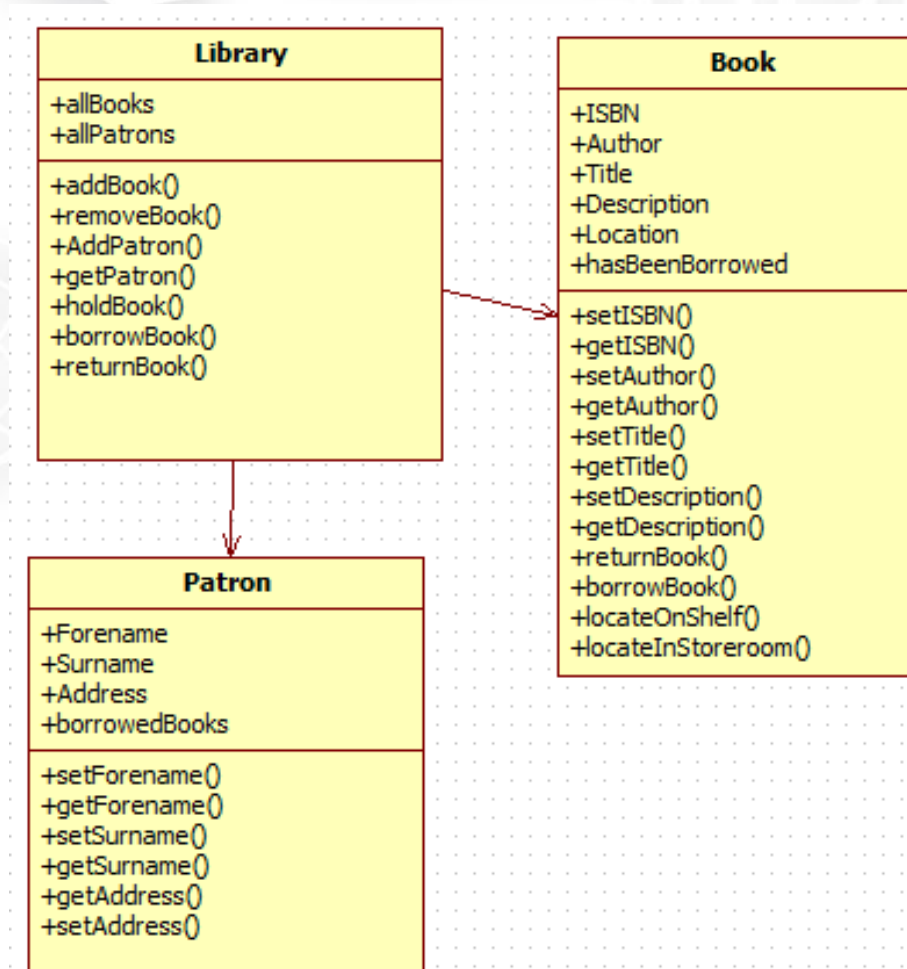 Library
+allBooks
+allPatrons
+addBook()
+removeBook()
+AddPatron()
+getPatron()
+holdBook()
+borrowBook()
+returnBook()
Book
+ISBN
+Author
+Title
+Description
+Location
+hasBeenBorrowed
+setISBN()
+getISBN()
+setAuthor()
+getAuthor()
+setTitle()
+getTitle()
+setDescription()
+getDescription()
+returnBook()
+borrowBook()
+locateOnShelf()
+locateInStoreroom()
Patron
+Forename
+Surname
+Address
+borrowedBooks
+setForename()
+getForename()
+setSurname()
+getSurname()
+getAddress()
+setAddress()